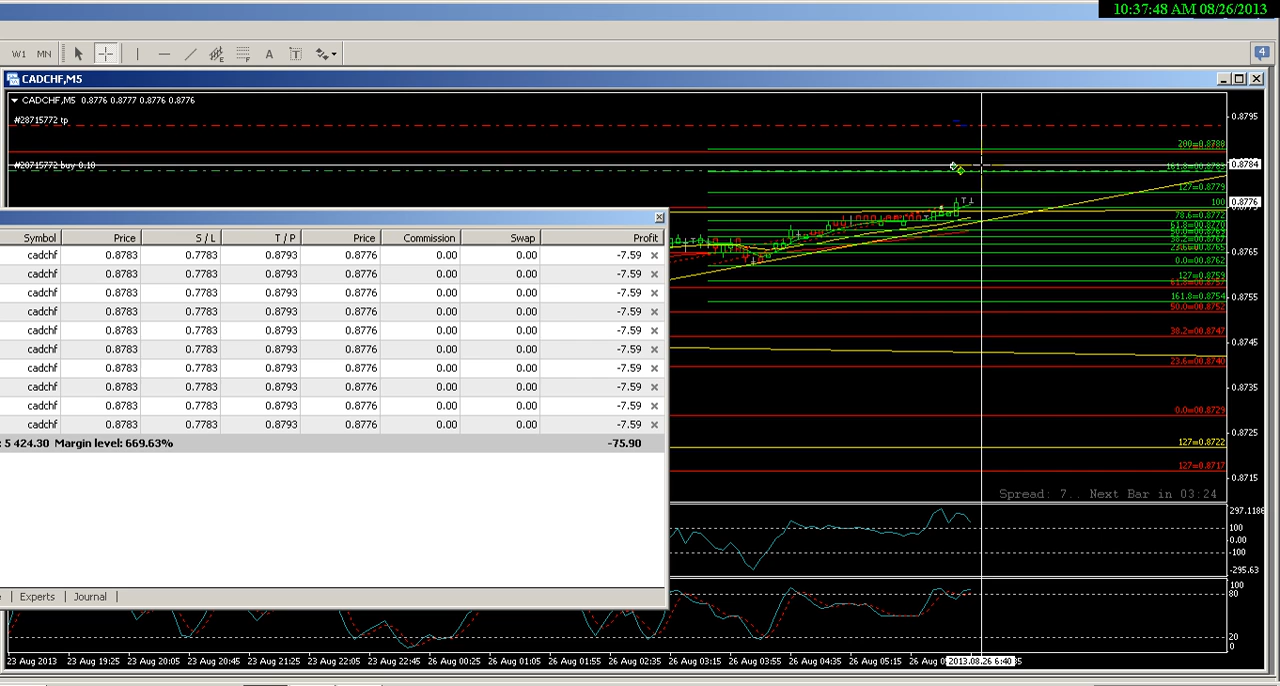 10:37:48 AM 08/26/2013
W1 MN
E F A T
4
CADCHF,M5
CADCHF,M5 0.8776 0.8777 0.8776 0.8776
#28715772 tp
#28715772 buy 0.10
0.8795
0.8784
0.8776
0.8765
0.8755
0.8745
0.8735
0.8725
0.8715
127=0.8779
100
78.6=0.8772
0.0=0.8762
127=0.8759
161.8=0.8754
50.0=00.8752
38.2=00.8747
23.6=00.8740
0.0=00.8729
127=0.8722
127=0.8717
Spread: 7.. Next Bar in 03:24
Symbol Price S / L T / P Price Commission Swap Profit
cadchf 0.8783 0.7783 0.8793 0.8776 0.00 0.00 -7.59
cadchf 0.8783 0.7783 0.8793 0.8776 0.00 0.00 -7.59
cadchf 0.8783 0.7783 0.8793 0.8776 0.00 0.00 -7.59
cadchf 0.8783 0.7783 0.8793 0.8776 0.00 0.00 -7.59
cadchf 0.8783 0.7783 0.8793 0.8776 0.00 0.00 -7.59
cadchf 0.8783 0.7783 0.8793 0.8776 0.00 0.00 -7.59
cadchf 0.8783 0.7783 0.8793 0.8776 0.00 0.00 -7.59
cadchf 0.8783 0.7783 0.8793 0.8776 0.00 0.00 -7.59
cadchf 0.8783 0.7783 0.8793 0.8776 0.00 0.00 -7.59
cadchf 0.8783 0.7783 0.8793 0.8776 0.00 0.00 -7.59
: 5 424.30 Margin level: 669.63% -75.90
Experts | Journal |
297.1186
100
0.00
-100
-295.63
100
80
20
0
23 Aug 2013 23 Aug 19:25 23 Aug 20:05 23 Aug 20:45 23 Aug 21:25 23 Aug 22:05 23 Aug 22:45 26 Aug 00:25 26 Aug 01:05 26 Aug 01:55 26 Aug 02:35 26 Aug 03:15 26 Aug 03:55 26 Aug 04:35 26 Aug 05:15 26 Aug 2013.08.26 6:40